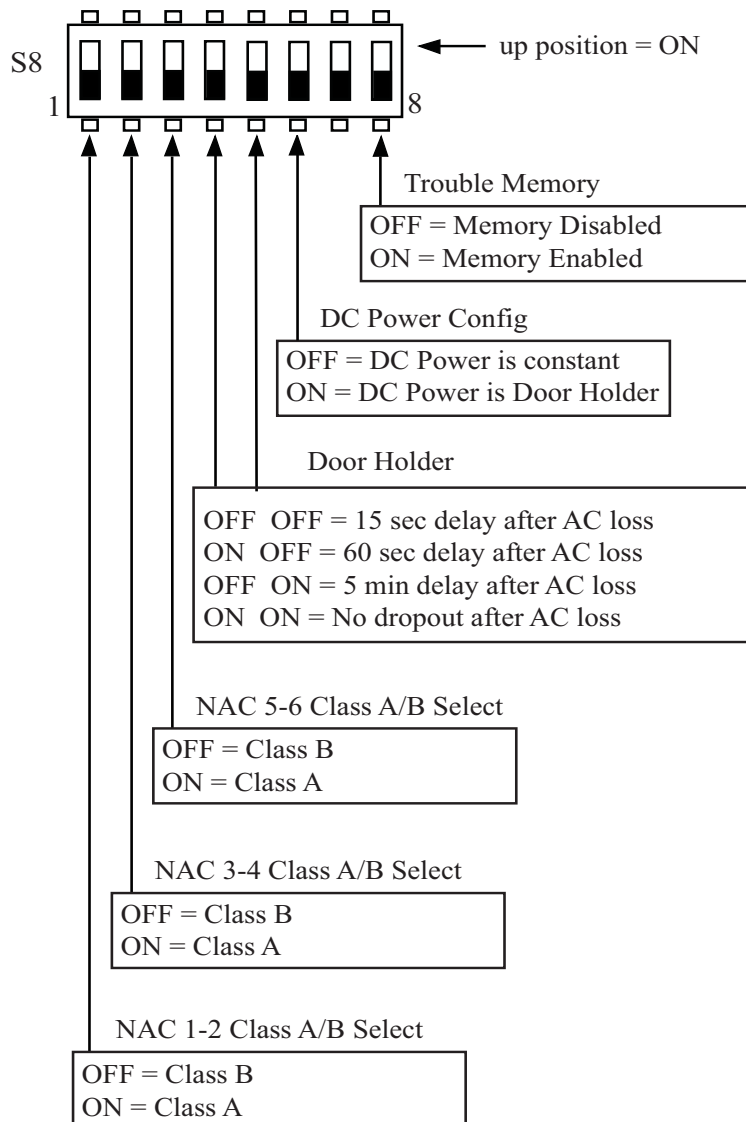 S8
up position = ON
1
8
Trouble Memory
OFF = Memory Disabled
ON = Memory Enabled
DC Power Config
OFF = DC Power is constant
ON = DC Power is Door Holder
Door Holder
OFF OFF = 15 sec delay after AC loss
ON OFF = 60 sec delay after AC loss
OFF ON = 5 min delay after AC loss
ON ON = No dropout after AC loss
NAC 5-6 Class A/B Select
OFF = Class B
ON = Class A
NAC 3-4 Class A/B Select
OFF = Class B
ON = Class A
NAC 1-2 Class A/B Select
OFF = Class B
ON = Class A